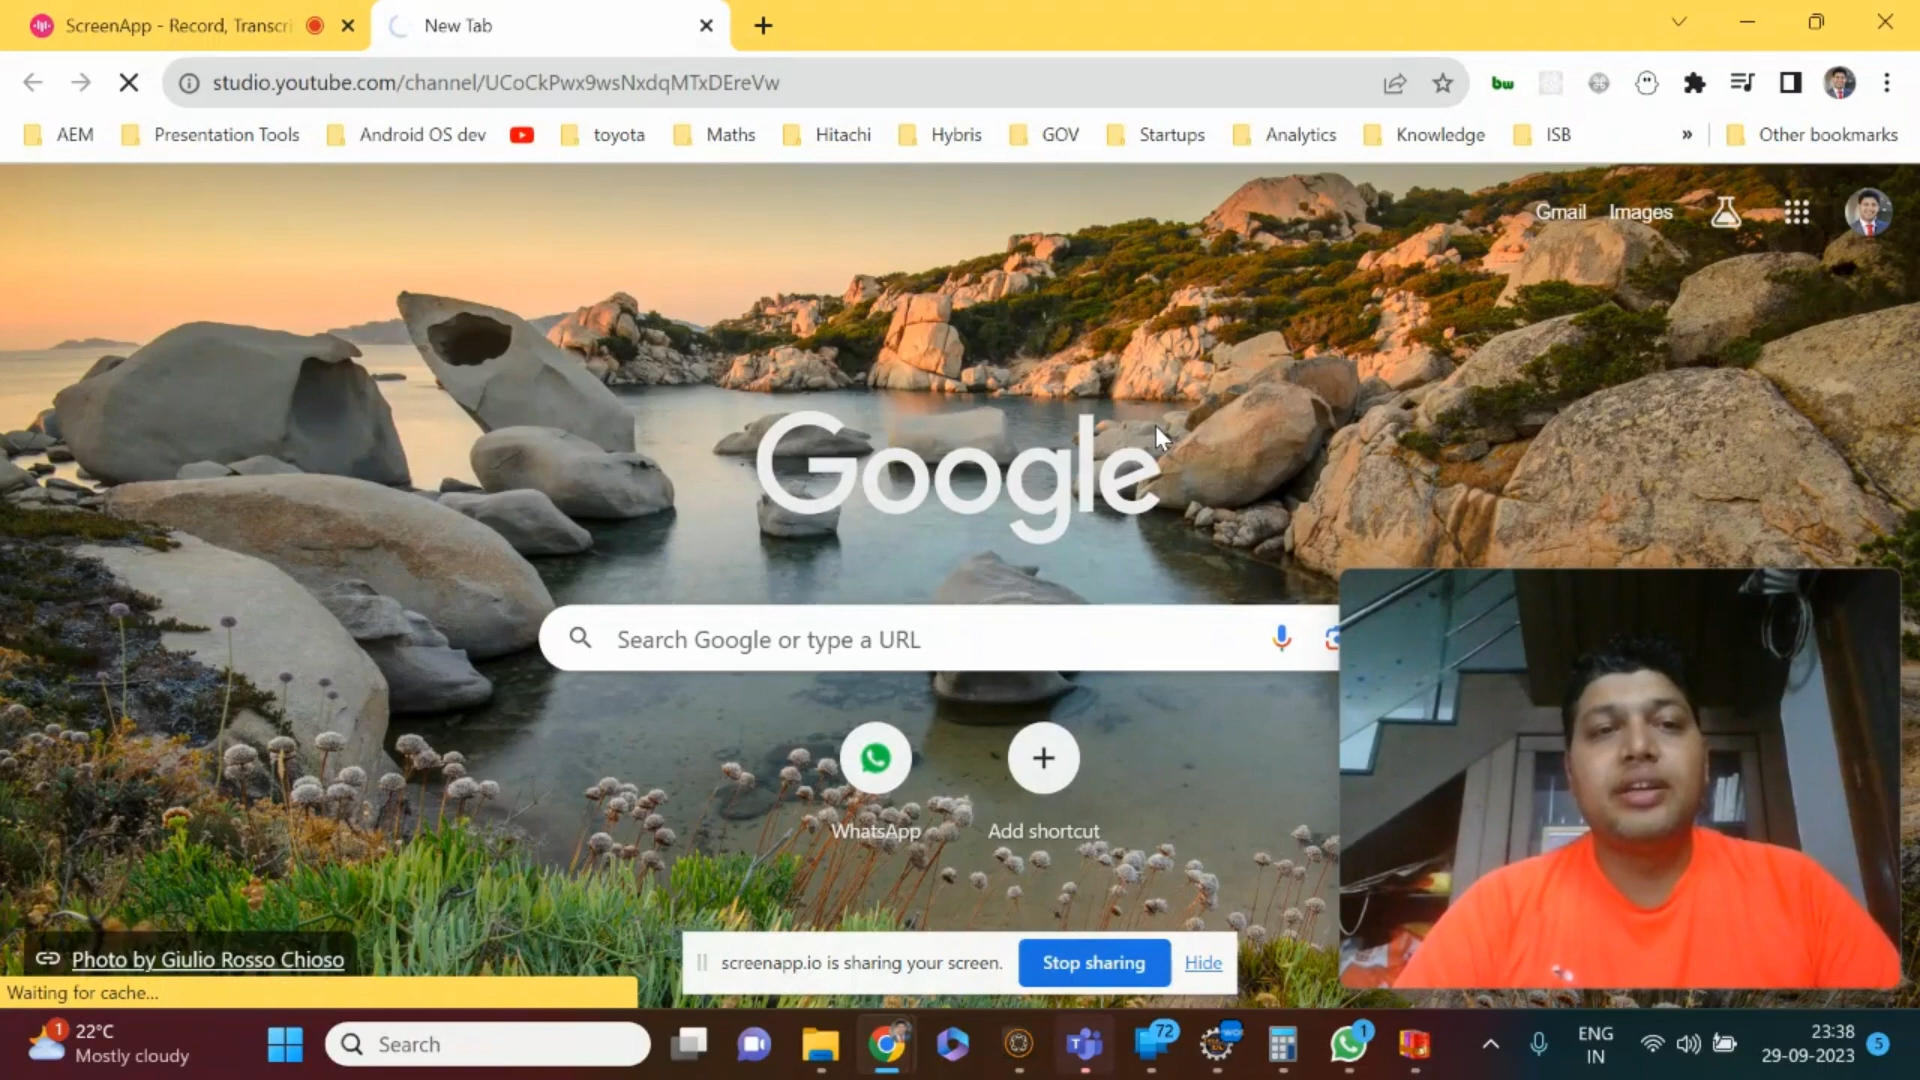 ScreenApp - Record, Transcri
New Tab
studio.youtube.com/channel/UCoCkPwx9wsNxdqMTxDEreVw
bw
AEM
Presentation Tools
Android OS dev
toyota
Maths
Hitachi
Hybris
GOV
Startups
Analytics
Knowledge
ISB
»
Other bookmarks
Gmail
Images
Google
Search Google or type a URL
WhatsApp
Add shortcut
Photo by Giulio Rosso Chioso
screenapp.io is sharing your screen.
Stop sharing
Hide
Waiting for cache...
1
22°C
Mostly cloudy
Search
72
1
ENG
IN
23:38
29-09-2023
5